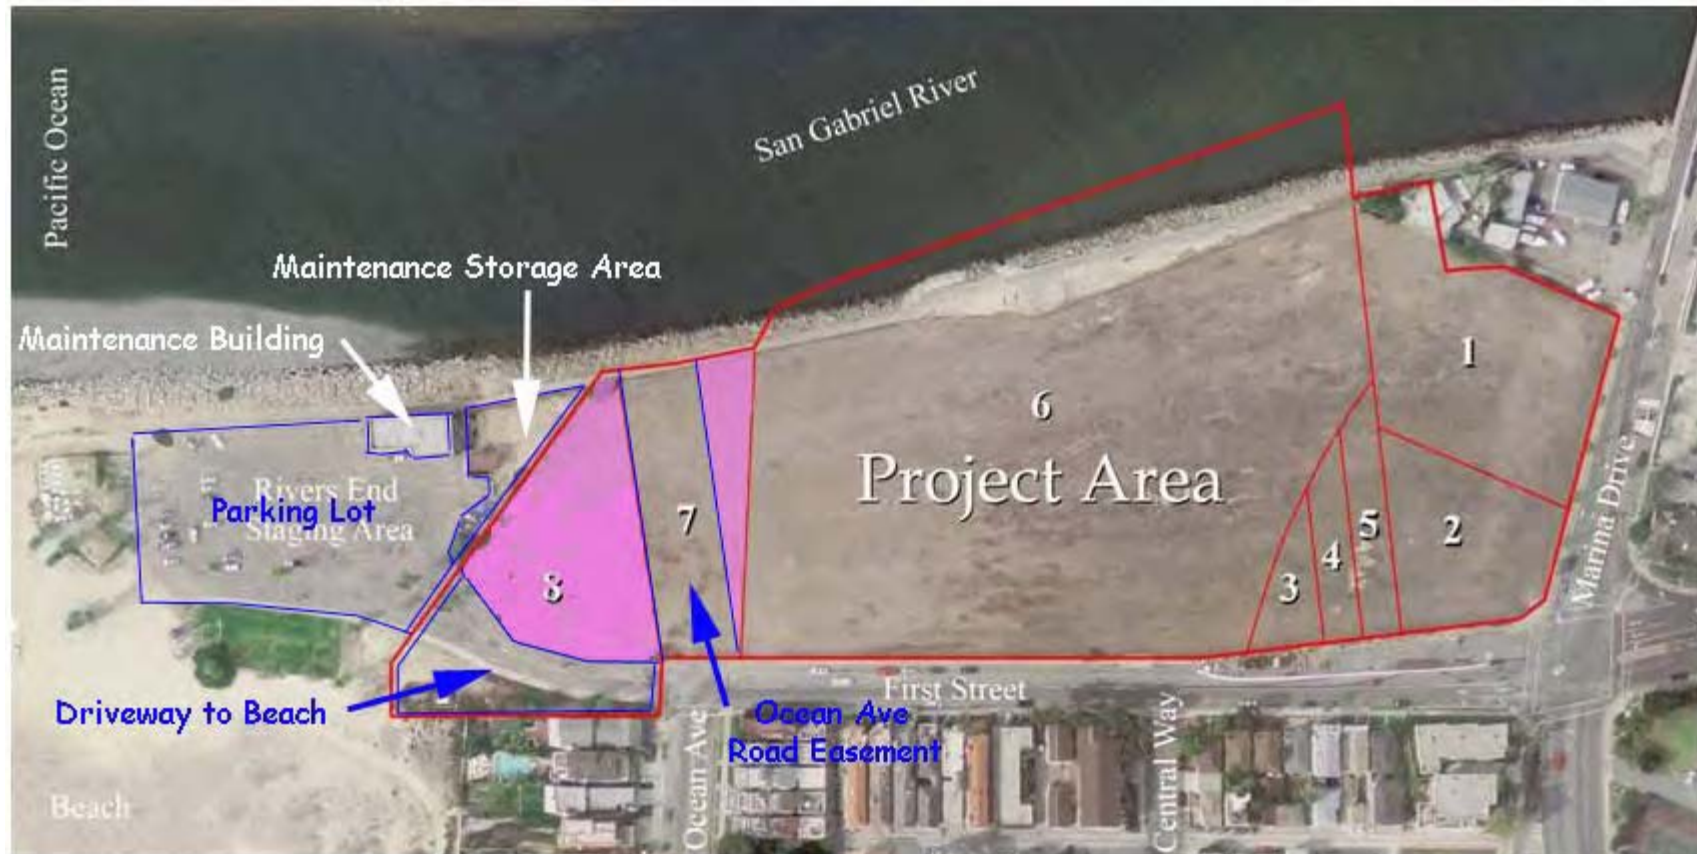 Pacific Ocean
San Gabriel River
Maintenance Storage Area
Maintenance Building
1
6
Project Area
Rivers End
Parking Lot
Staging Area
7
8
5
4
3
2
Marina Drive
First Street
Driveway to Beach
Ocean Ave
Road Easement
Ocean Ave
Central Way
Beach